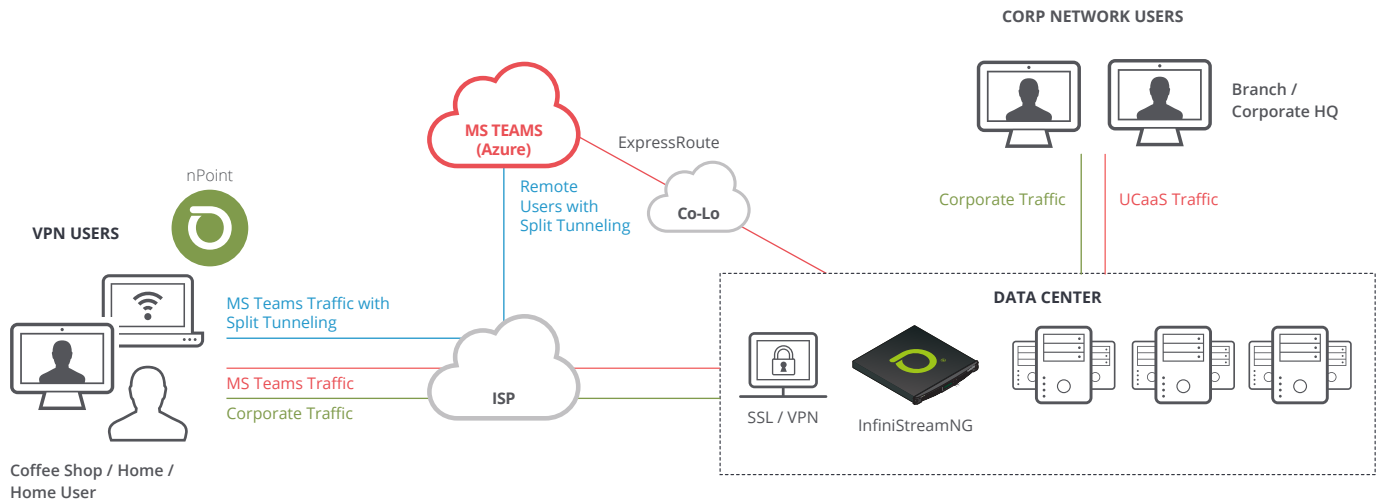 CORP NETWORK USERS
Branch /
Corporate HQ
MS TEAMS
(Azure)
ExpressRoute
nPoint
Remote
Users with
Split Tunneling
Co-Lo
Corporate Traffic
UCaaS Traffic
VPN USERS
DATA CENTER
MS Teams Traffic with
Split Tunneling
MS Teams Traffic
Corporate Traffic
ISP
SSL / VPN
InfiniStreamNG
Coffee Shop / Home /
Home User